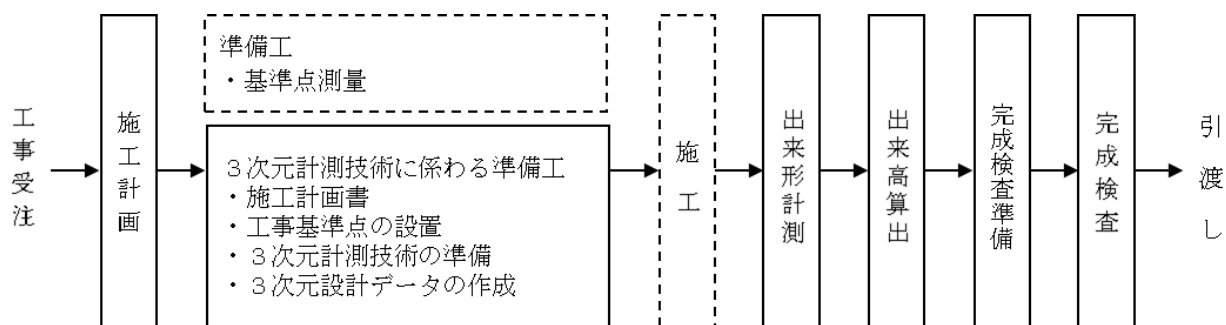 工事受注
施工計画
準備工
・基準点測量
３次元計測技術に係わる準備工
・施工計画書
・工事基準点の設置
・３次元計測技術の準備
・３次元設計データの作成
施工
出来形計測
出来高算出
完成検査準備
完成検査
引渡し